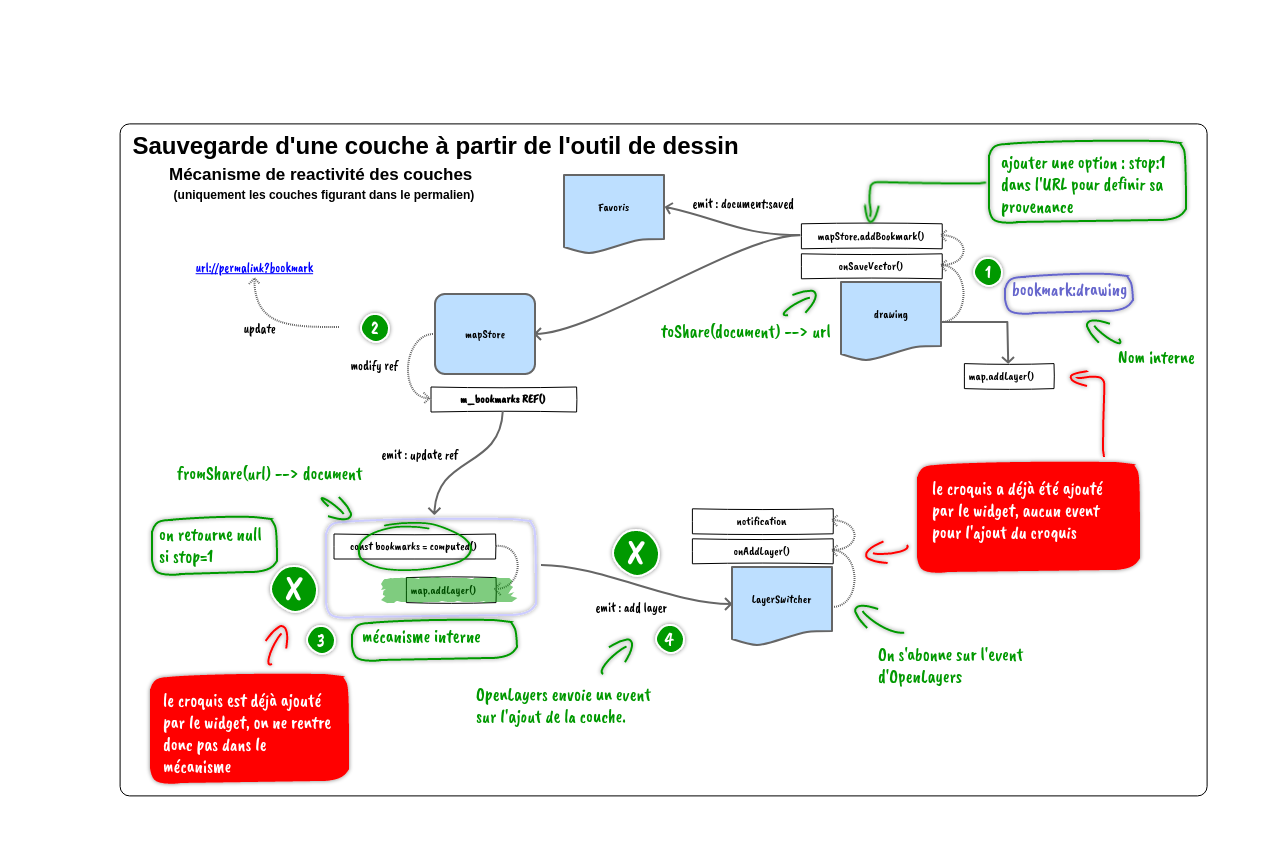 Sauvegarde d'une couche à partir de l'outil de dessin
Mécanisme de reactivité des couches
(uniquement les couches figurant dans le permalien)
Favoris
emit : document:saved
ajouter une option : stop:1
dans l'URL pour definir sa
provenance
mapStore.addBookmark()
onSaveVector()
1
bookmark:drawing
drawing
toShare(document) --> url
Nom interne
map.addLayer()
url://permalink?bookmark
update
2
mapStore
modify ref
m_bookmarks REF()
emit : update ref
fromShare(url) --> document
on retourne null
si stop=1
X
const bookmarks = computed()
map.addLayer()
3
mécanisme interne
le croquis est déjà ajouté
par le widget, on ne rentre
donc pas dans le
mécanisme
X
emit : add layer
4
OpenLayers envoie un event
sur l'ajout de la couche.
notification
onAddLayer()
LayerSwitcher
le croquis a déjà été ajouté
par le widget, aucun event
pour l'ajout du croquis
On s'abonne sur l'event
d'OpenLayers